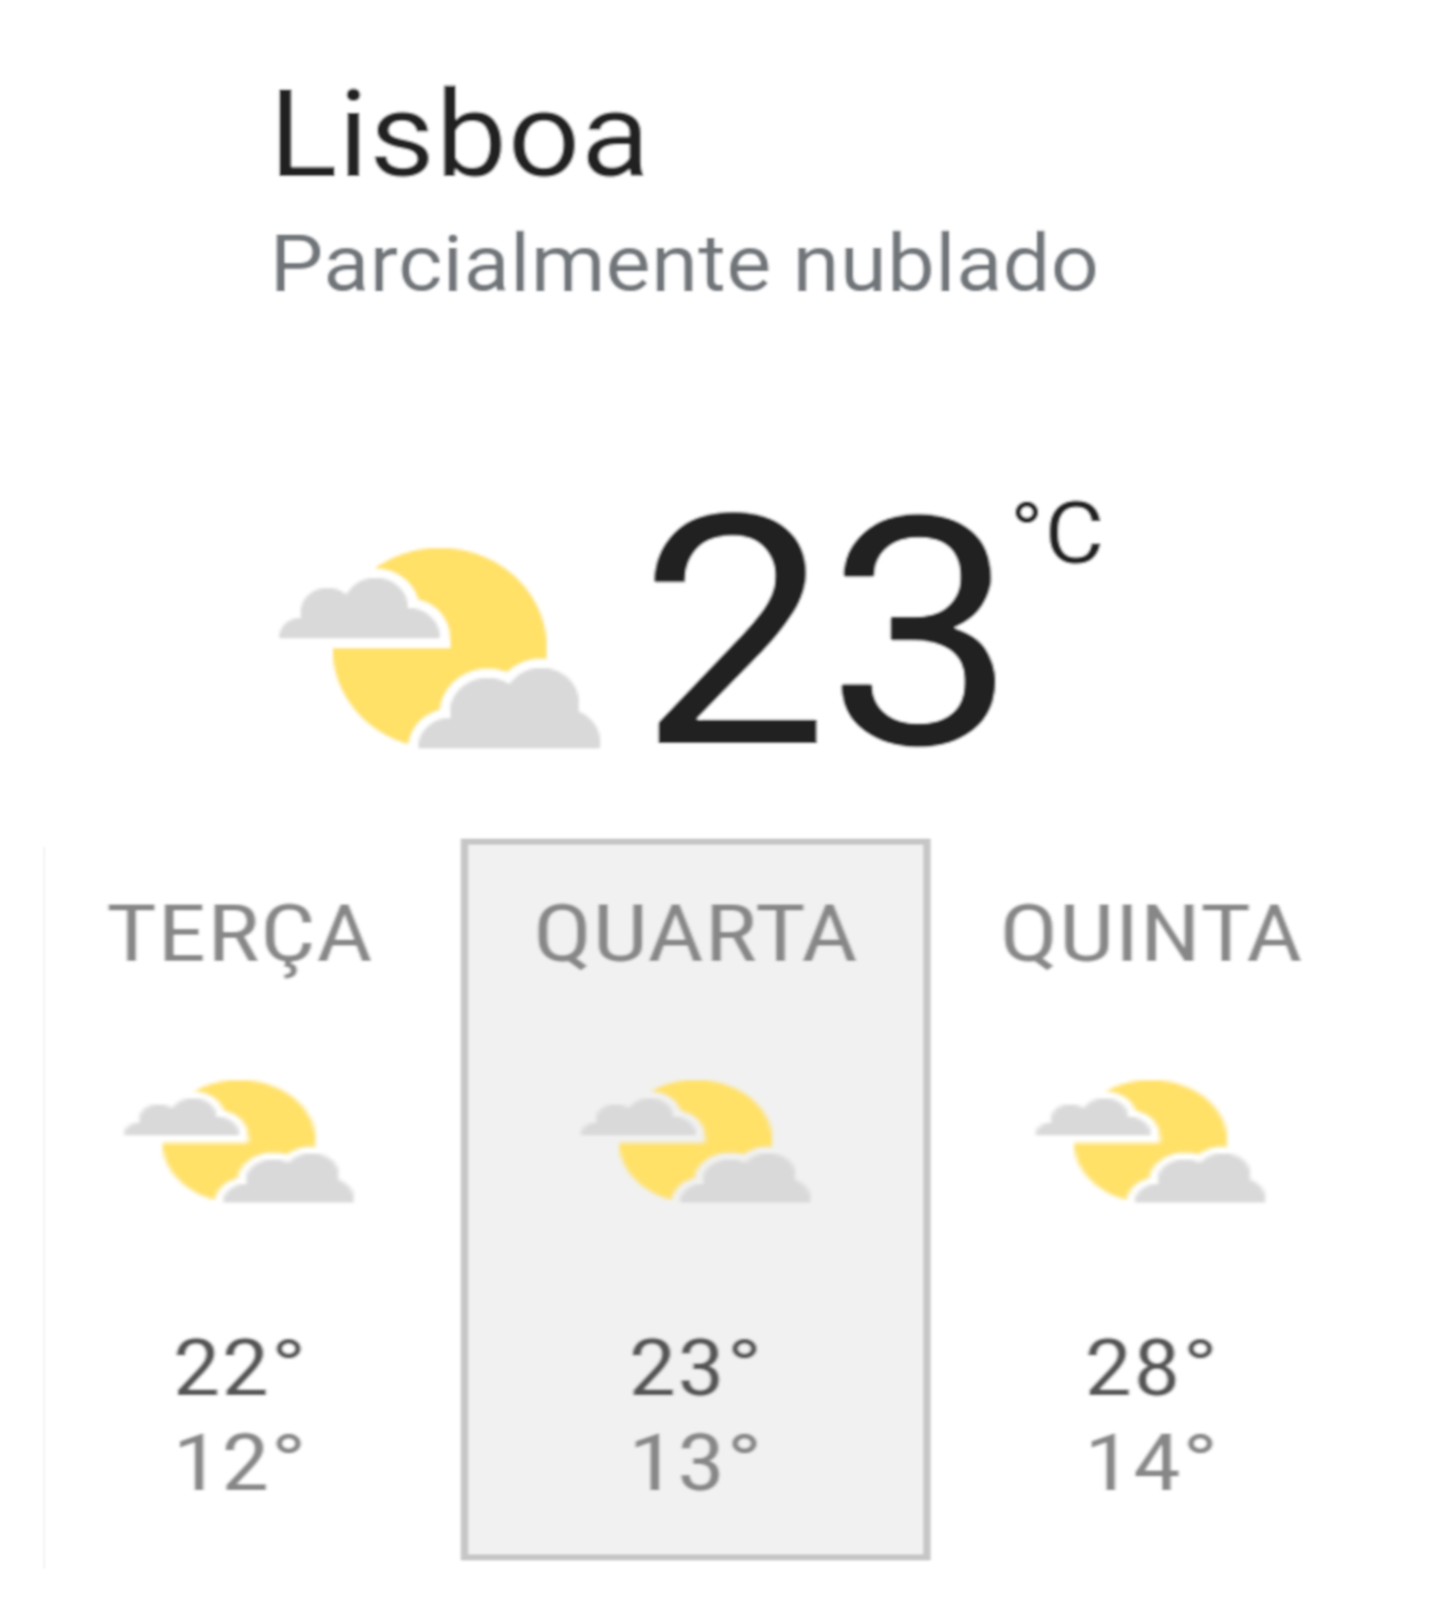 Lisboa
Parcialmente nublado
23 °C
TERÇA QUARTA QUINTA
22° 23° 28°
12° 13° 14°